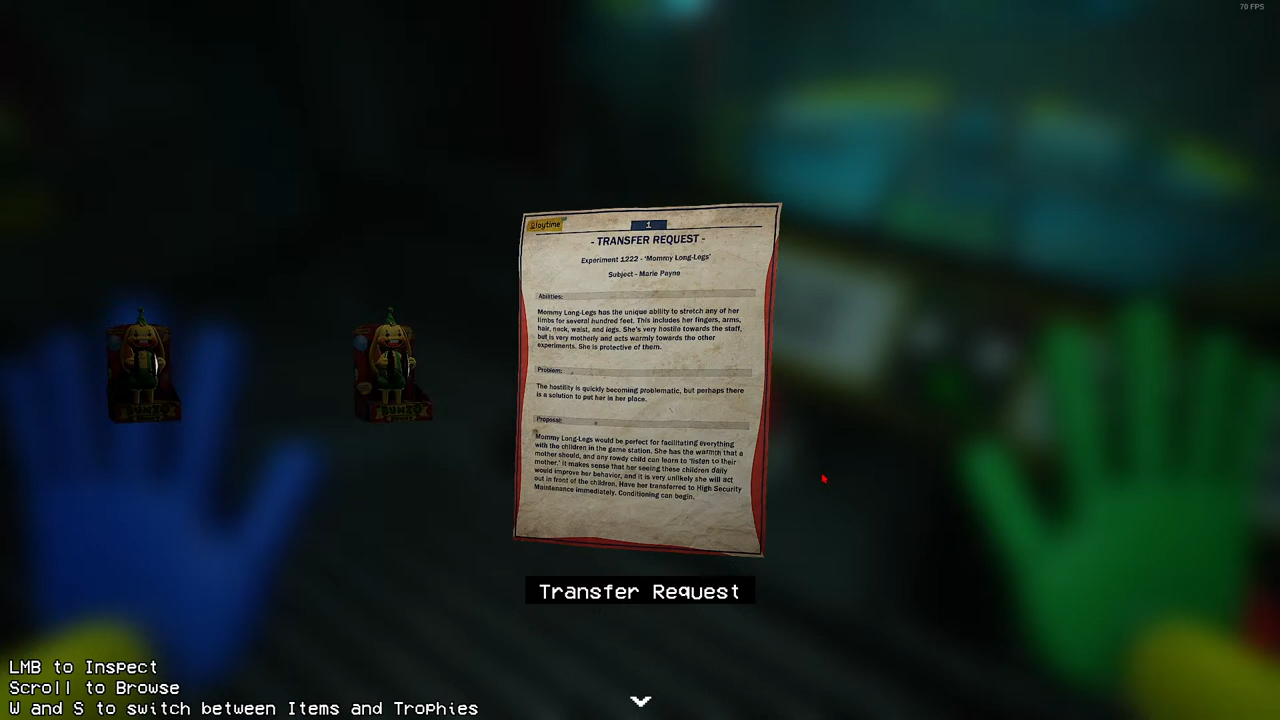 70 FPS
Playtime
1
- TRANSFER REQUEST -
Experiment 1222 - 'Mommy Long-Legs'
Subject - Marie Payne
Abilities:
Mommy Long-Legs has the unique ability to stretch any of her
limbs for several hundred feet. This includes her fingers, arms,
hair, neck, waist, and legs. She's very hostile towards the staff,
but is very motherly and acts warmly towards the other
experiments. She is protective of them.
Problem:
The hostility is quickly becoming problematic, but perhaps there
is a solution to put her in her place.
Proposal:
Mommy Long-Legs would be perfect for facilitating everything
with the children in the game station. She has the warmth that a
mother should, and any rowdy child can learn to 'listen to their
mother.' It makes sense that her seeing these children daily
would improve her behavior, and it is very unlikely she will act
out in front of the children. Have her transferred to High Security
Maintenance immediately. Conditioning can begin.
BUNZO
BUNZO
Transfer Request
LMB to Inspect
Scroll to Browse
W and S to switch between Items and Trophies